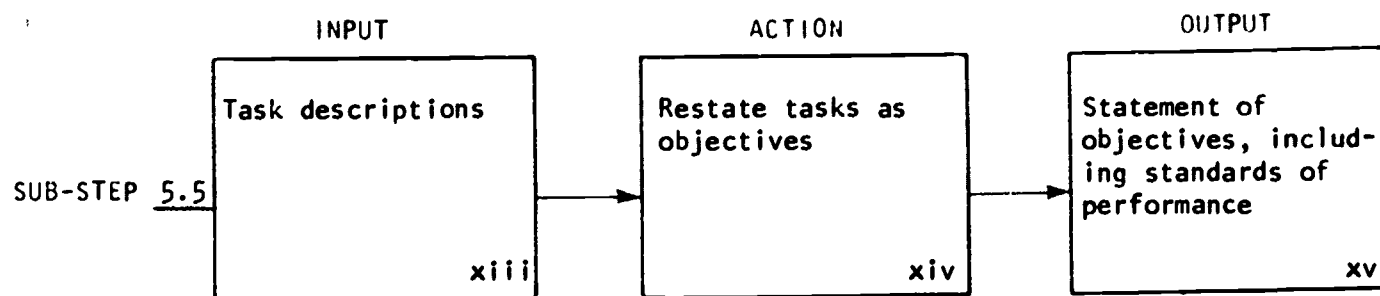 INPUT
ACTION
OUTPUT
Task descriptions
Restate tasks as
objectives
Statement of
objectives, includ-
ing standards of
performance
SUB-STEP 5.5
xiii
xiv
xv